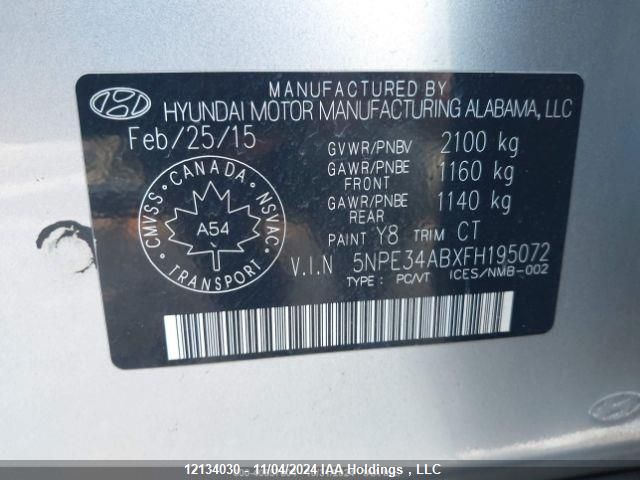 MANUFACTURED BY
HYUNDAI MOTOR MANUFACTURING ALABAMA, LLC
Feb/25/15
GVWR/PNBV 2100 kg
GAWR/PNBE FRONT 1160 kg
GAWR/PNBE REAR 1140 kg
PAINT Y8 TRIM CT
CANADA
CMVSS NSVAC
A54
TRANSPORT
V.I.N 5NPE34ABXFH195072
TYPE : PC/VT ICES/NMB-002
12134030 - 11/04/2024 IAA Holdings , LLC